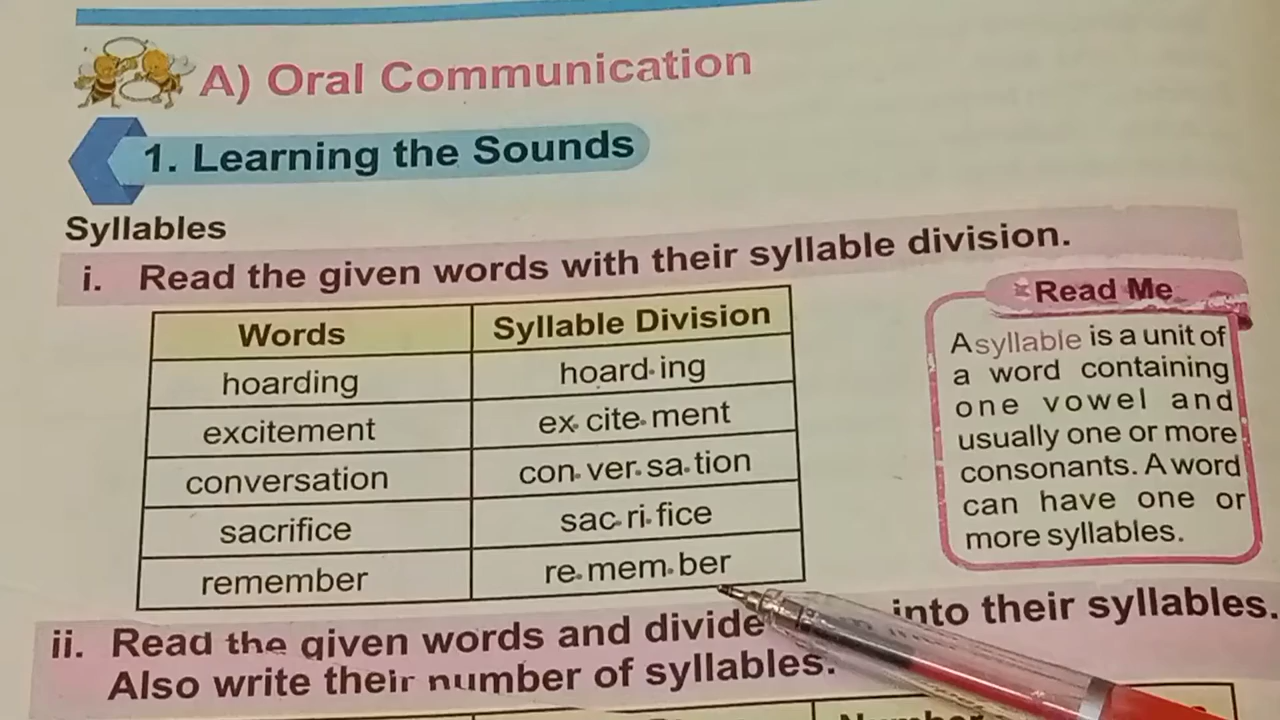 A) Oral Communication
1. Learning the Sounds
Syllables
i. Read the given words with their syllable division.
Words Syllable Division
hoarding hoard·ing
excitement ex·cite·ment
conversation con·ver·sa·tion
sacrifice sac·ri·fice
remember re·mem·ber
Read Me
A syllable is a unit of
a word containing
one vowel and
usually one or more
consonants. A word
can have one or
more syllables.
ii. Read the given words and divide into their syllables.
Also write their number of syllables.
Number